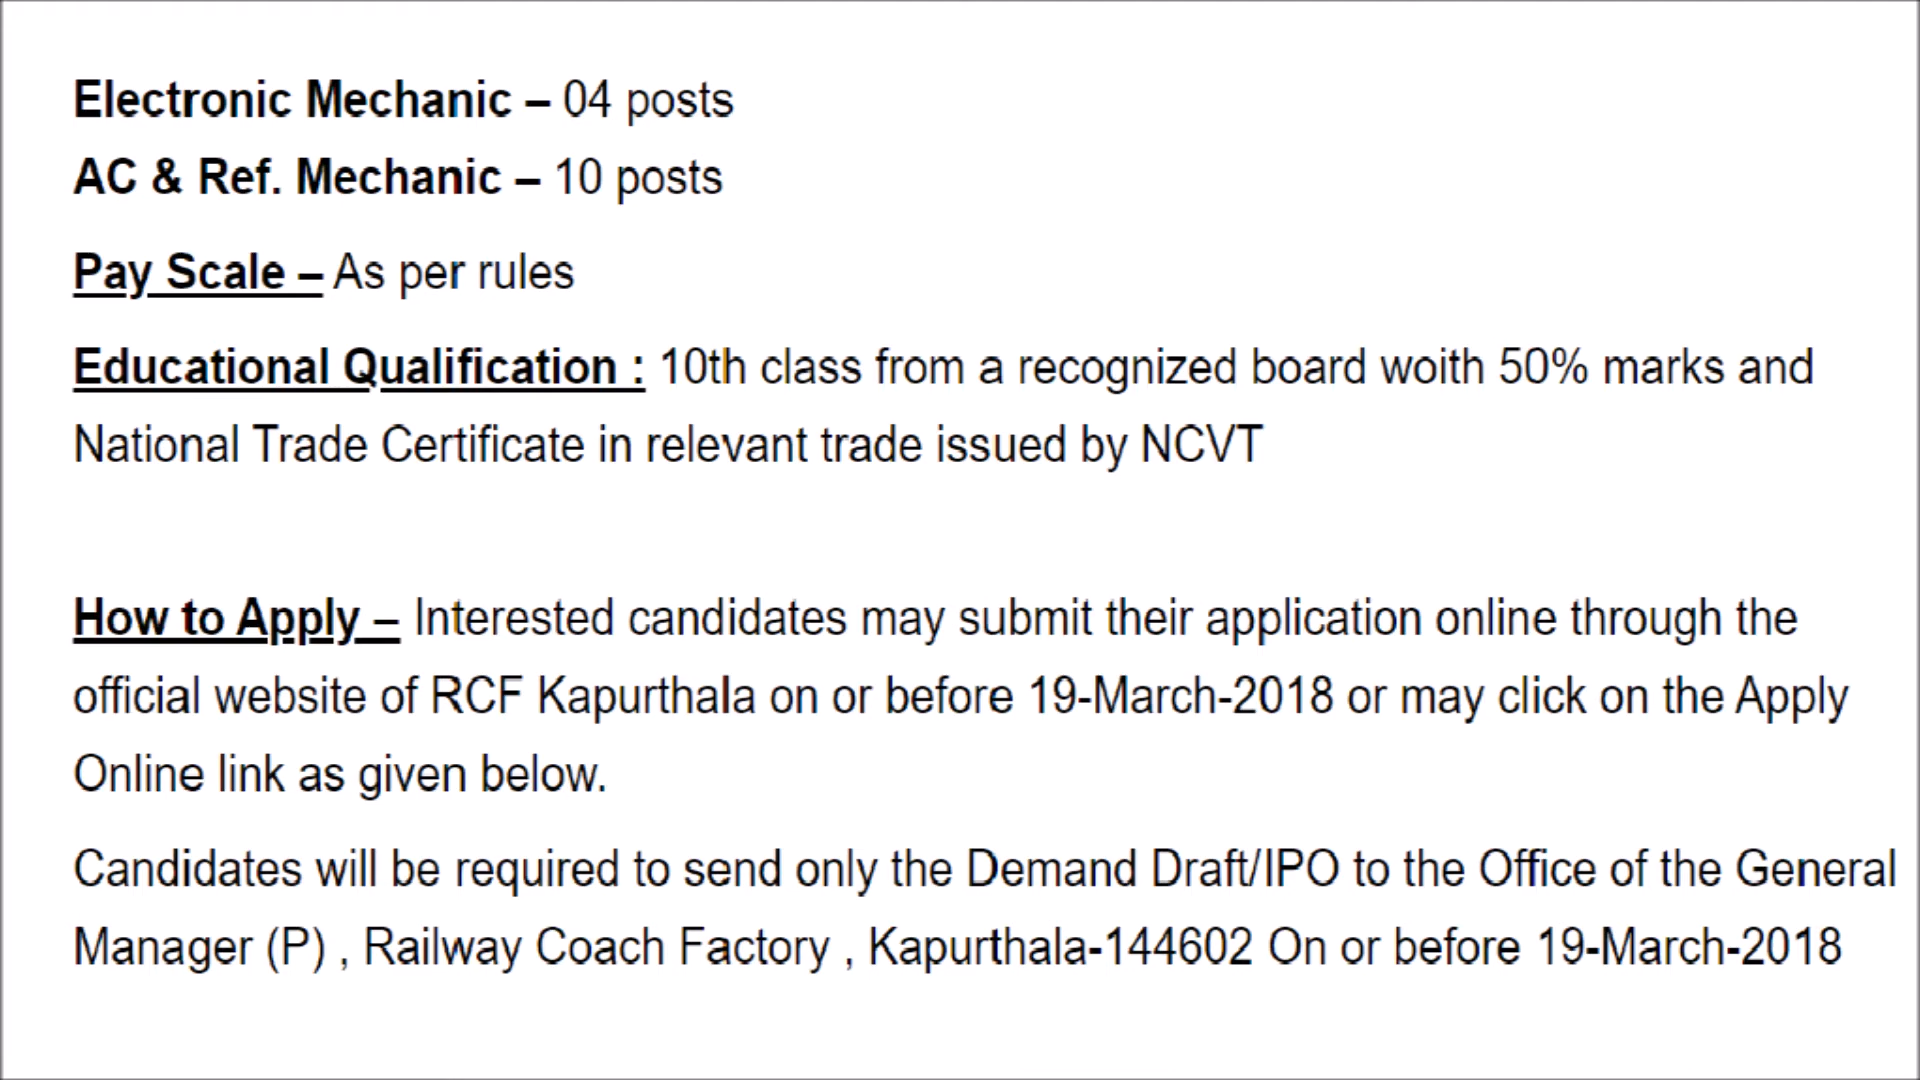 Electronic Mechanic – 04 posts
AC & Ref. Mechanic – 10 posts
Pay Scale – As per rules
Educational Qualification : 10th class from a recognized board woith 50% marks and
National Trade Certificate in relevant trade issued by NCVT
How to Apply – Interested candidates may submit their application online through the
official website of RCF Kapurthala on or before 19-March-2018 or may click on the Apply
Online link as given below.
Candidates will be required to send only the Demand Draft/IPO to the Office of the General
Manager (P) , Railway Coach Factory , Kapurthala-144602 On or before 19-March-2018